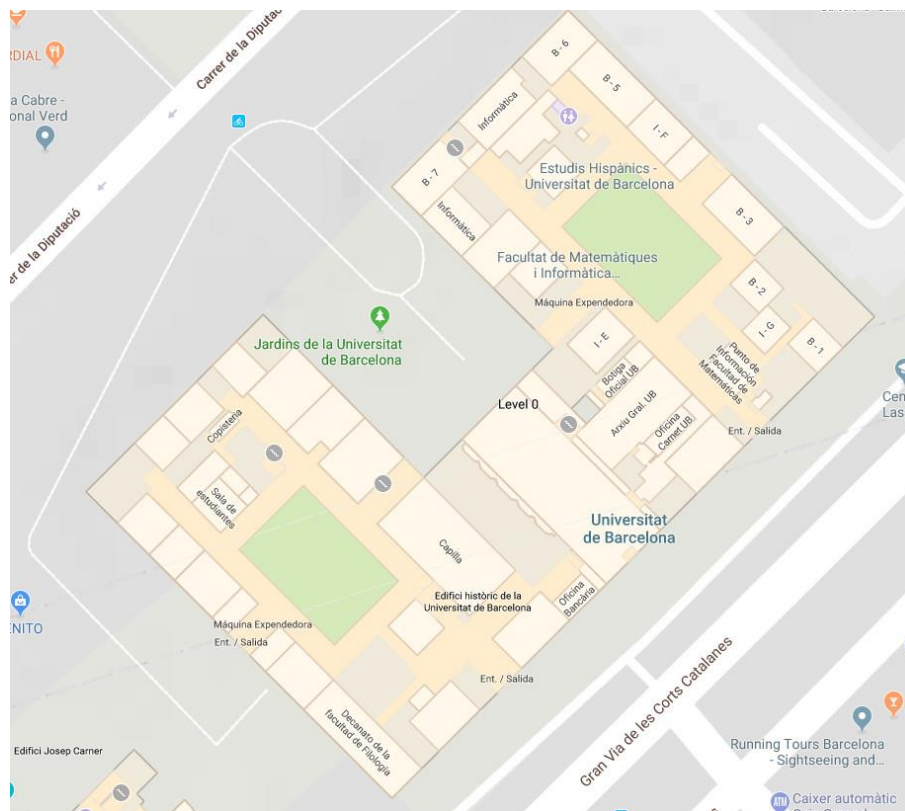 Carrer de la Diputació
RDIAL
a Cabre -
onal Verd
er de la Diputació
B - 6
B - 5
Informàtica
I - F
B - 7
Estudis Hispànics -
Universitat de Barcelona
Informàtica
B - 3
Facultat de Matemàtiques
i Informàtica...
B - 2
Máquina Expendedora
I - G
B - 1
I - E
Punto de
Información
Facultad de
Matemáticas
Jardins de la Universitat
de Barcelona
Botiga
Oficial UB
Cen
Las
Level 0
Arxiu Gral. UB
Oficina
Carnet UB
Ent. / Salida
Copisteria
Sala de
estudiantes
Universitat
de Barcelona
Capilla
Oficina
Bancària
Edifici històric de la
Universitat de Barcelona
ENITO
Máquina Expendedora
Ent. / Salida
Ent. / Salida
Gran Via de les Corts Catalanes
Decanato de la
facultad de Filología
Edifici Josep Carner
Running Tours Barcelona
- Sightseeing and...
ATM
Caixer automàtic